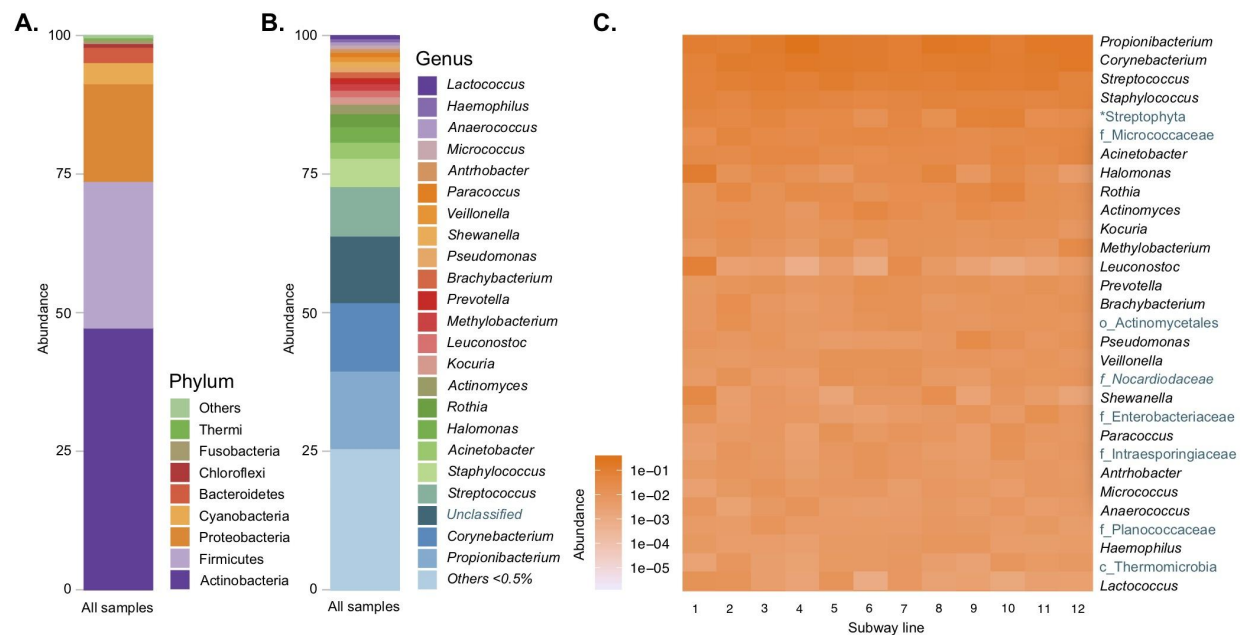 A.
100
75
50
25
0
Abundance
All samples
Phylum
Others
Thermi
Fusobacteria
Chloroflexi
Bacteroidetes
Cyanobacteria
Proteobacteria
Firmicutes
Actinobacteria
B.
100
75
50
25
0
Abundance
All samples
Genus
Lactococcus
Haemophilus
Anaerococcus
Micrococcus
Antrhobacter
Paracoccus
Veillonella
Shewanella
Pseudomonas
Brachybacterium
Prevotella
Methylobacterium
Leuconostoc
Kocuria
Actinomyces
Rothia
Halomonas
Acinetobacter
Staphylococcus
Streptococcus
Unclassified
Corynebacterium
Propionibacterium
Others <0.5%
C.
Abundance
1e-01
1e-02
1e-03
1e-04
1e-05
Propionibacterium
Corynebacterium
Streptococcus
Staphylococcus
*Streptophyta
f_Micrococcaceae
Acinetobacter
Halomonas
Rothia
Actinomyces
Kocuria
Methylobacterium
Leuconostoc
Prevotella
Brachybacterium
o_Actinomycetales
Pseudomonas
Veillonella
f_Nocardiodaceae
Shewanella
f_Enterobacteriaceae
Paracoccus
f_Intraesporingiaceae
Antrhobacter
Micrococcus
Anaerococcus
f_Planococcaceae
Haemophilus
c_Thermomicrobia
Lactococcus
1 2 3 4 5 6 7 8 9 10 11 12
Subway line